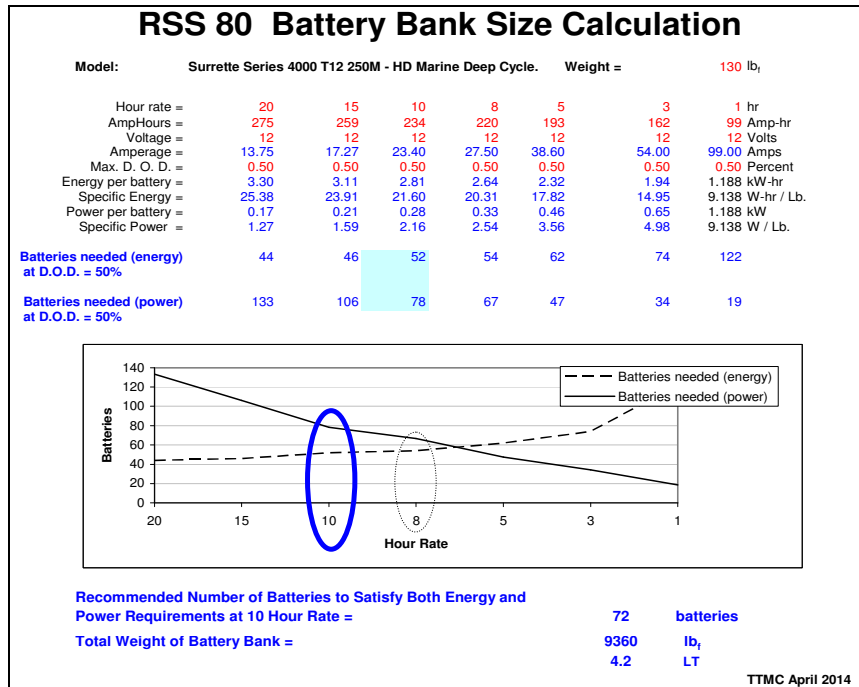 RSS 80 Battery Bank Size Calculation
Model: Surrette Series 4000 T12 250M - HD Marine Deep Cycle. Weight = 130 lbf
Hour rate = 20 15 10 8 5 3 1 hr
AmpHours = 275 259 234 220 193 162 99 Amp-hr
Voltage = 12 12 12 12 12 12 12 Volts
Amperage = 13.75 17.27 23.40 27.50 38.60 54.00 99.00 Amps
Max. D. O. D. = 0.50 0.50 0.50 0.50 0.50 0.50 0.50 Percent
Energy per battery = 3.30 3.11 2.81 2.64 2.32 1.94 1.188 kW-hr
Specific Energy = 25.38 23.91 21.60 20.31 17.82 14.95 9.138 W-hr / Lb.
Power per battery = 0.17 0.21 0.28 0.33 0.46 0.65 1.188 kW
Specific Power = 1.27 1.59 2.16 2.54 3.56 4.98 9.138 W / Lb.
Batteries needed (energy) 44 46 52 54 62 74 122
at D.O.D. = 50%
Batteries needed (power) 133 106 78 67 47 34 19
at D.O.D. = 50%
140
120
100
80
60
40
20
0
Batteries
Batteries needed (energy)
Batteries needed (power)
20 15 10 8 5 3 1
Hour Rate
Recommended Number of Batteries to Satisfy Both Energy and
Power Requirements at 10 Hour Rate = 72 batteries
Total Weight of Battery Bank = 9360 lbf
4.2 LT
TTMC April 2014